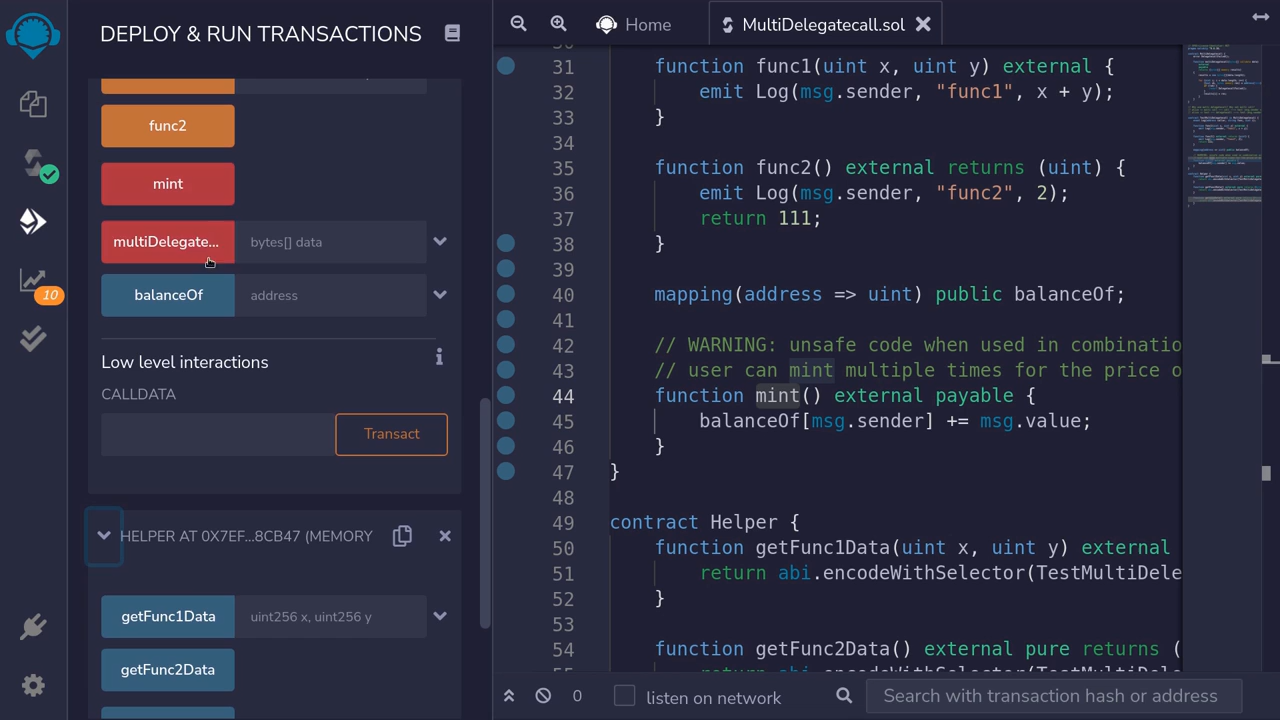 DEPLOY & RUN TRANSACTIONS
func2
mint
multiDelegate...
bytes[] data
balanceOf
address
Low level interactions
CALLDATA
Transact
HELPER AT 0X7EF...8CB47 (MEMORY
getFunc1Data
uint256 x, uint256 y
getFunc2Data
10
Home
MultiDelegatecall.sol
31 function func1(uint x, uint y) external {
32 emit Log(msg.sender, "func1", x + y);
33 }
34
35 function func2() external returns (uint) {
36 emit Log(msg.sender, "func2", 2);
37 return 111;
38 }
39
40 mapping(address => uint) public balanceOf;
41
42 // WARNING: unsafe code when used in combinatio
43 // user can mint multiple times for the price o
44 function mint() external payable {
45 balanceOf[msg.sender] += msg.value;
46 }
47 }
48
49 contract Helper {
50 function getFunc1Data(uint x, uint y) external
51 return abi.encodeWithSelector(TestMultiDele
52 }
53
54 function getFunc2Data() external pure returns (
return abi.encodeWithSelector(TestMultiDele
0
listen on network
Search with transaction hash or address